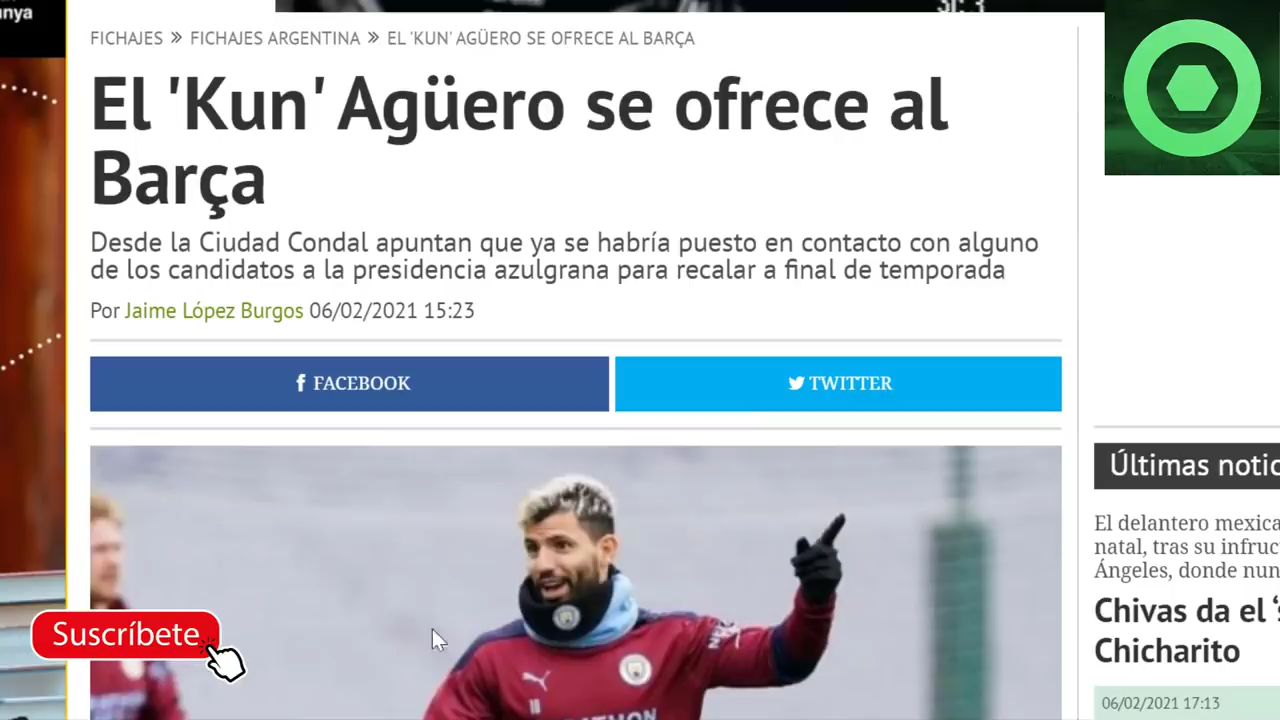 FICHAJES » FICHAJES ARGENTINA » EL 'KUN' AGÜERO SE OFRECE AL BARÇA
El 'Kun' Agüero se ofrece al
Barça
Desde la Ciudad Condal apuntan que ya se habría puesto en contacto con alguno
de los candidatos a la presidencia azulgrana para recalar a final de temporada
Por Jaime López Burgos 06/02/2021 15:23
FACEBOOK
TWITTER
Últimas notic
El delantero mexica
natal, tras su infruc
Ángeles, donde nun
Chivas da el
Chicharito
06/02/2021 17:13
Suscríbete